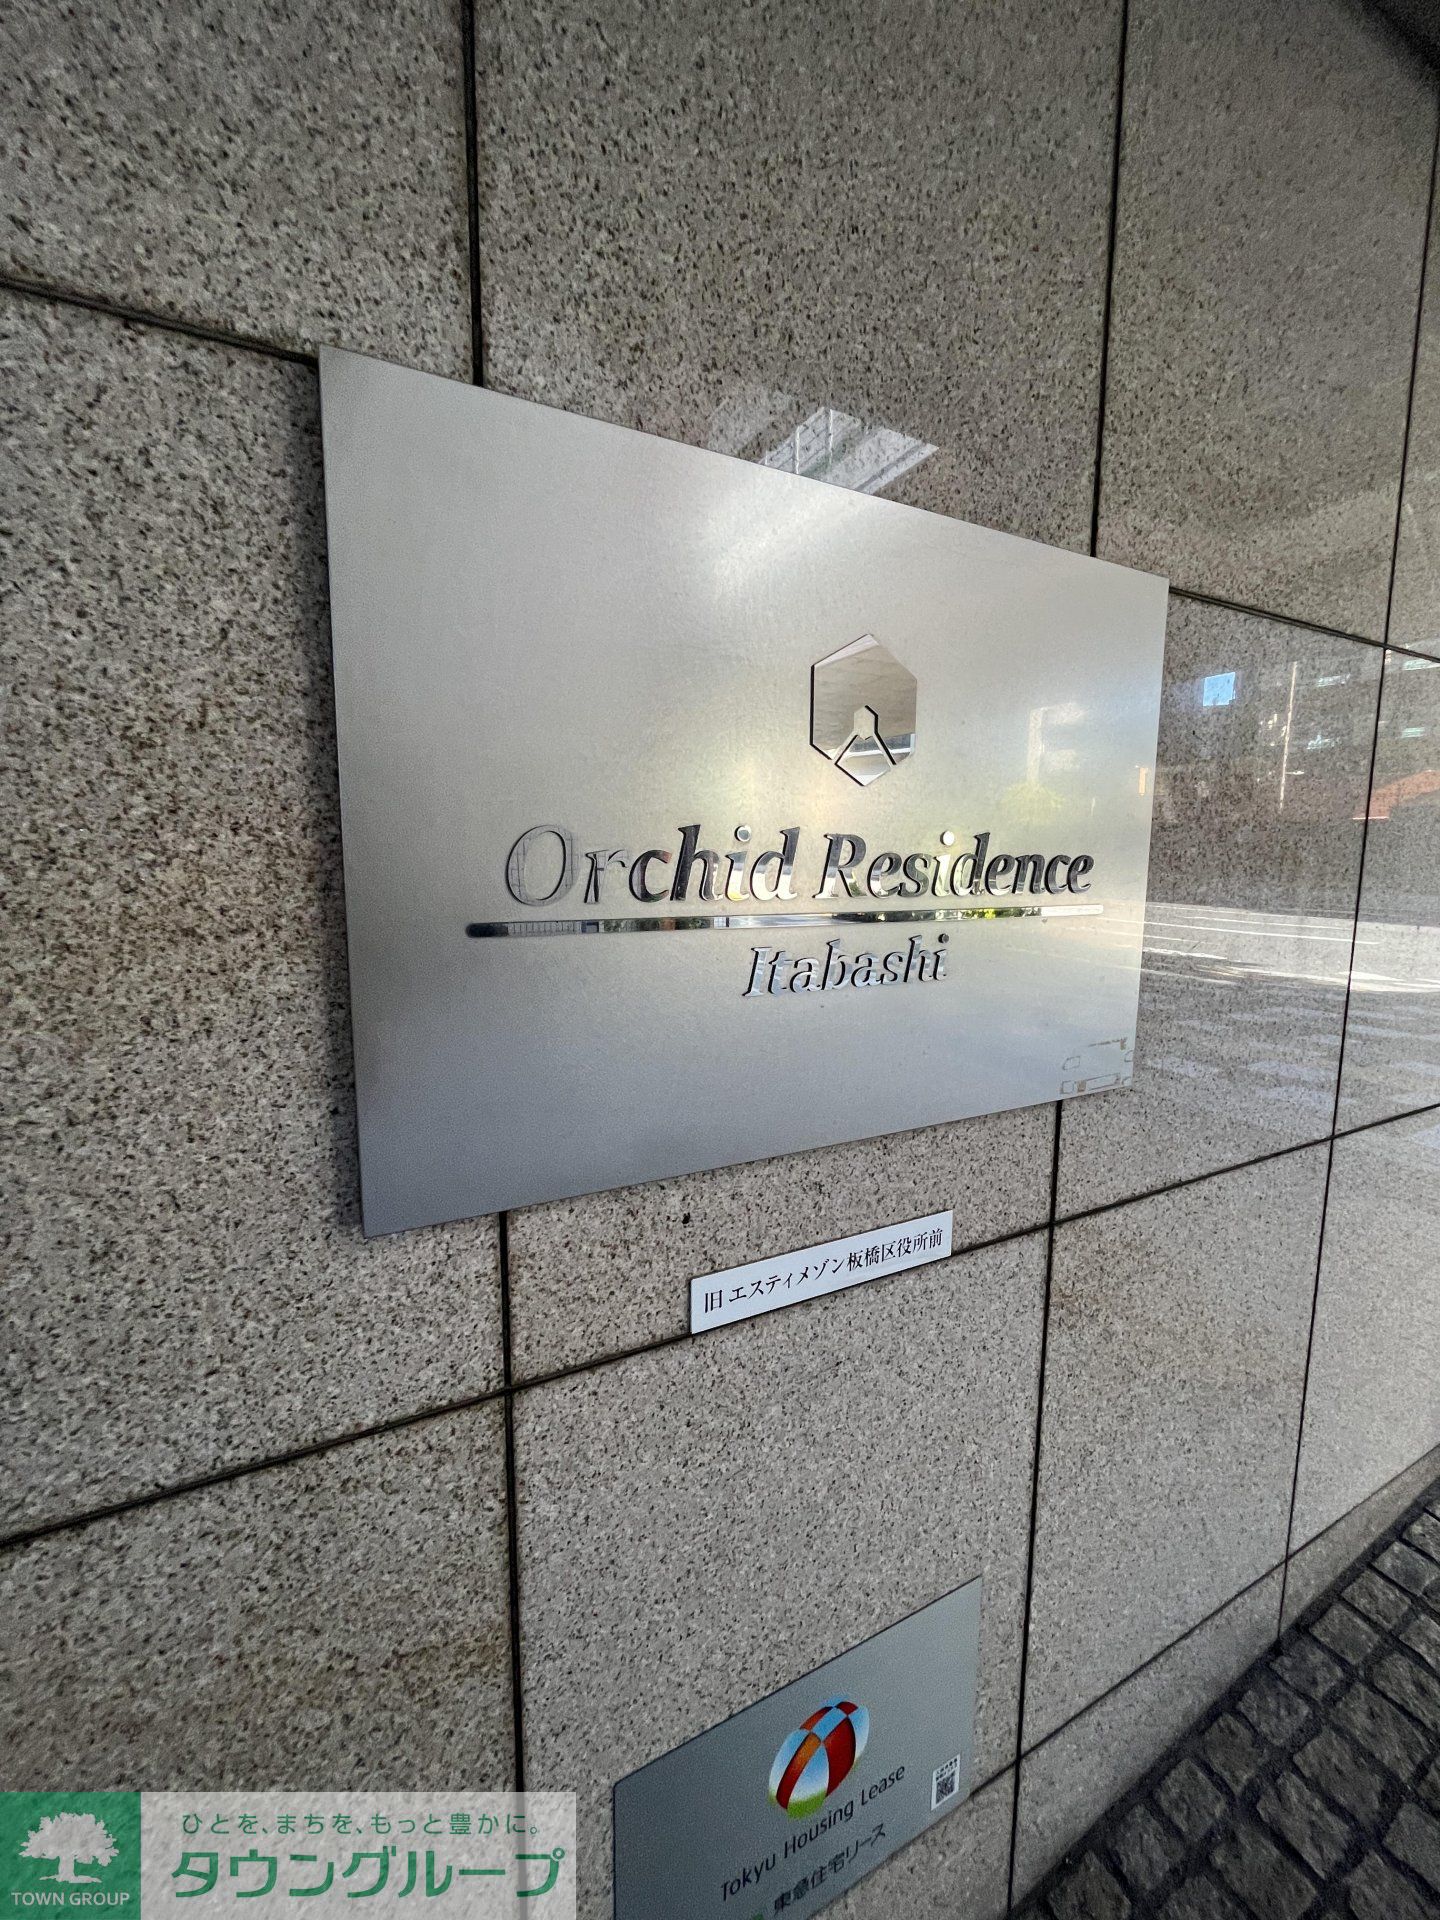 Orchid Residence
Itabashi
旧 エスティメゾン板橋区役所前
Tokyu Housing Lease
東急住宅リース
ひとを、まちを、もっと豊かに。
タウングループ
TOWN GROUP